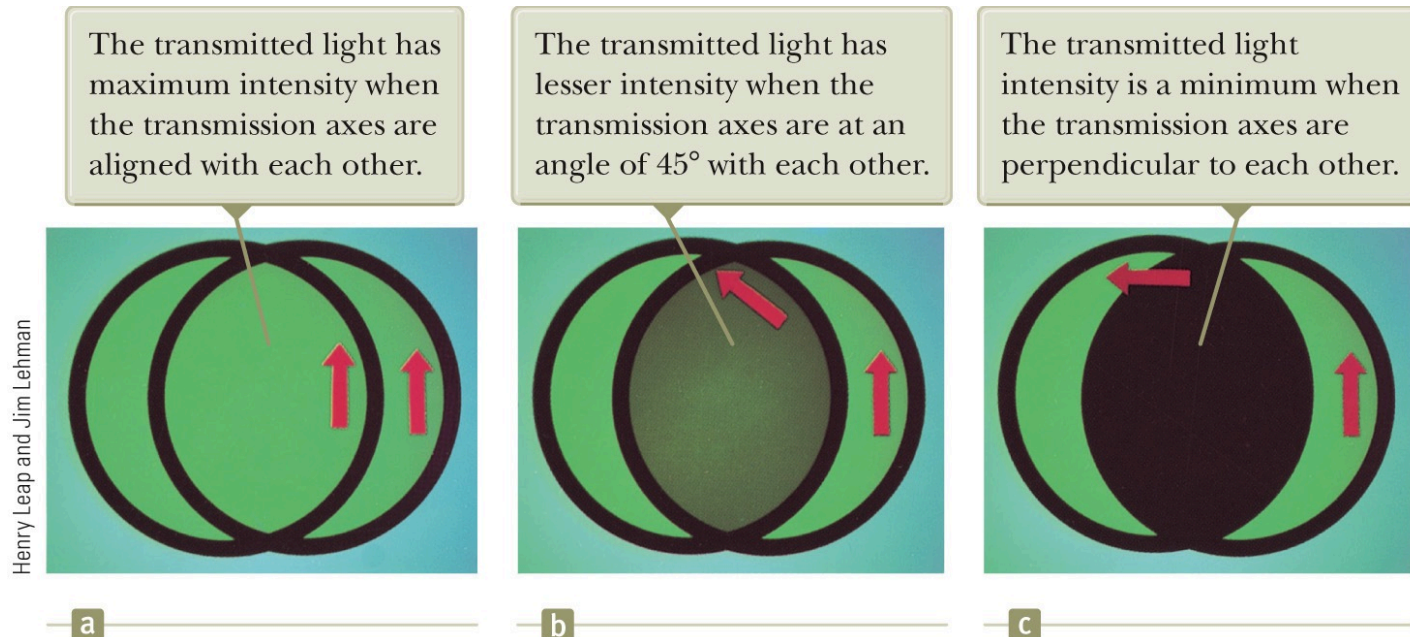 The transmitted light has
maximum intensity when
the transmission axes are
aligned with each other.
The transmitted light has
lesser intensity when the
transmission axes are at an
angle of 45° with each other.
The transmitted light
intensity is a minimum when
the transmission axes are
perpendicular to each other.
Henry Leap and Jim Lehman
a
b
c